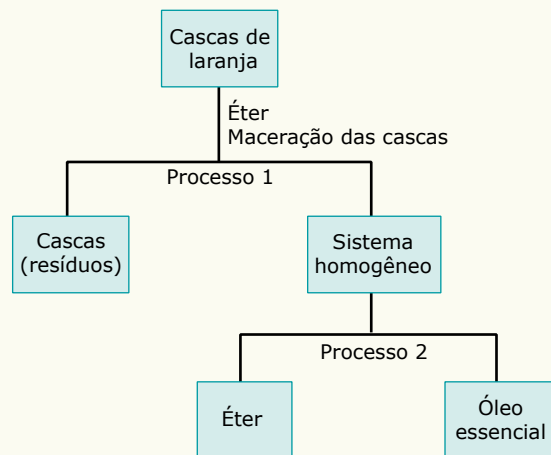 Cascas de
laranja
Éter
Maceração das cascas
Processo 1
Cascas
(resíduos)
Sistema
homogêneo
Processo 2
Éter
Óleo
essencial